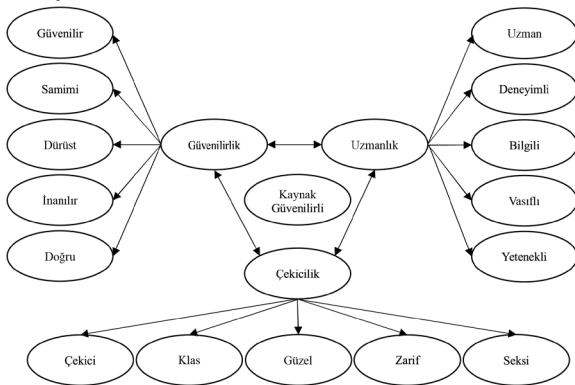 Güvenilir
Samimi
Dürüst
İnanılır
Doğru
Güvenilirlik
Uzmanlık
Kaynak
Güvenilirli
Çekicilik
Uzman
Deneyimli
Bilgili
Vasıflı
Yetenekli
Çekici
Klas
Güzel
Zarif
Seksi